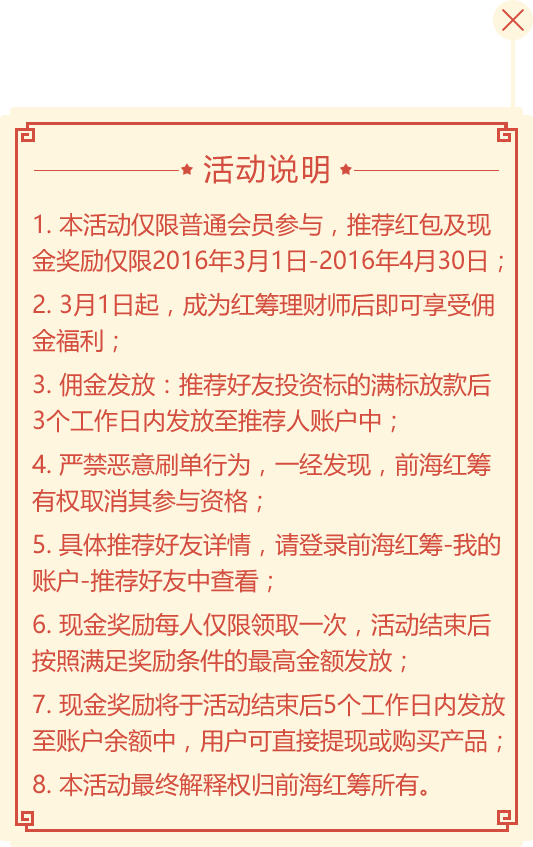 活动说明
1. 本活动仅限普通会员参与，推荐红包及现
金奖励仅限2016年3月1日-2016年4月30日；
2. 3月1日起，成为红筹理财师后即可享受佣
金福利；
3. 佣金发放：推荐好友投资标的满标放款后
3个工作日内发放至推荐人账户中；
4. 严禁恶意刷单行为，一经发现，前海红筹
有权取消其参与资格；
5. 具体推荐好友详情，请登录前海红筹-我的
账户-推荐好友中查看；
6. 现金奖励每人仅限领取一次，活动结束后
按照满足奖励条件的最高金额发放；
7. 现金奖励将于活动结束后5个工作日内发放
至账户余额中，用户可直接提现或购买产品；
8. 本活动最终解释权归前海红筹所有。